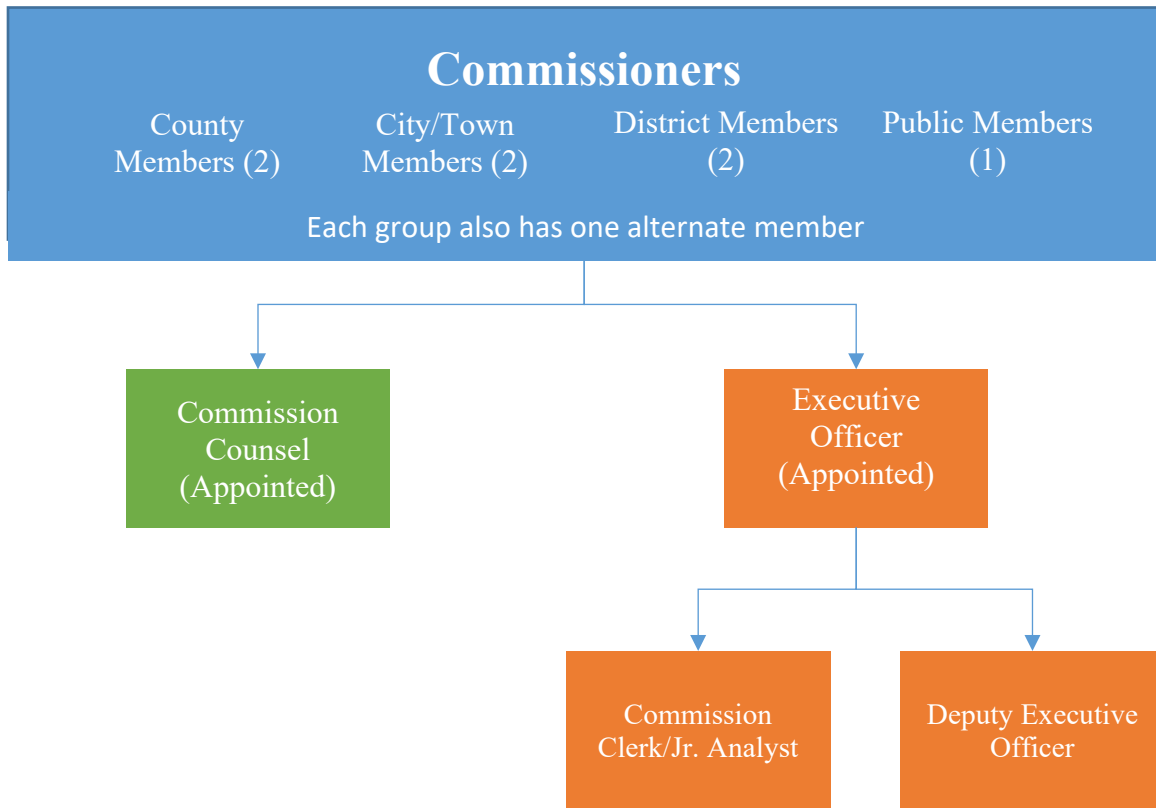 Commissioners
County
Members (2)
City/Town
Members (2)
District Members
(2)
Public Members
(1)
Each group also has one alternate member
Commission
Counsel
(Appointed)
Executive
Officer
(Appointed)
Commission
Clerk/Jr. Analyst
Deputy Executive
Officer